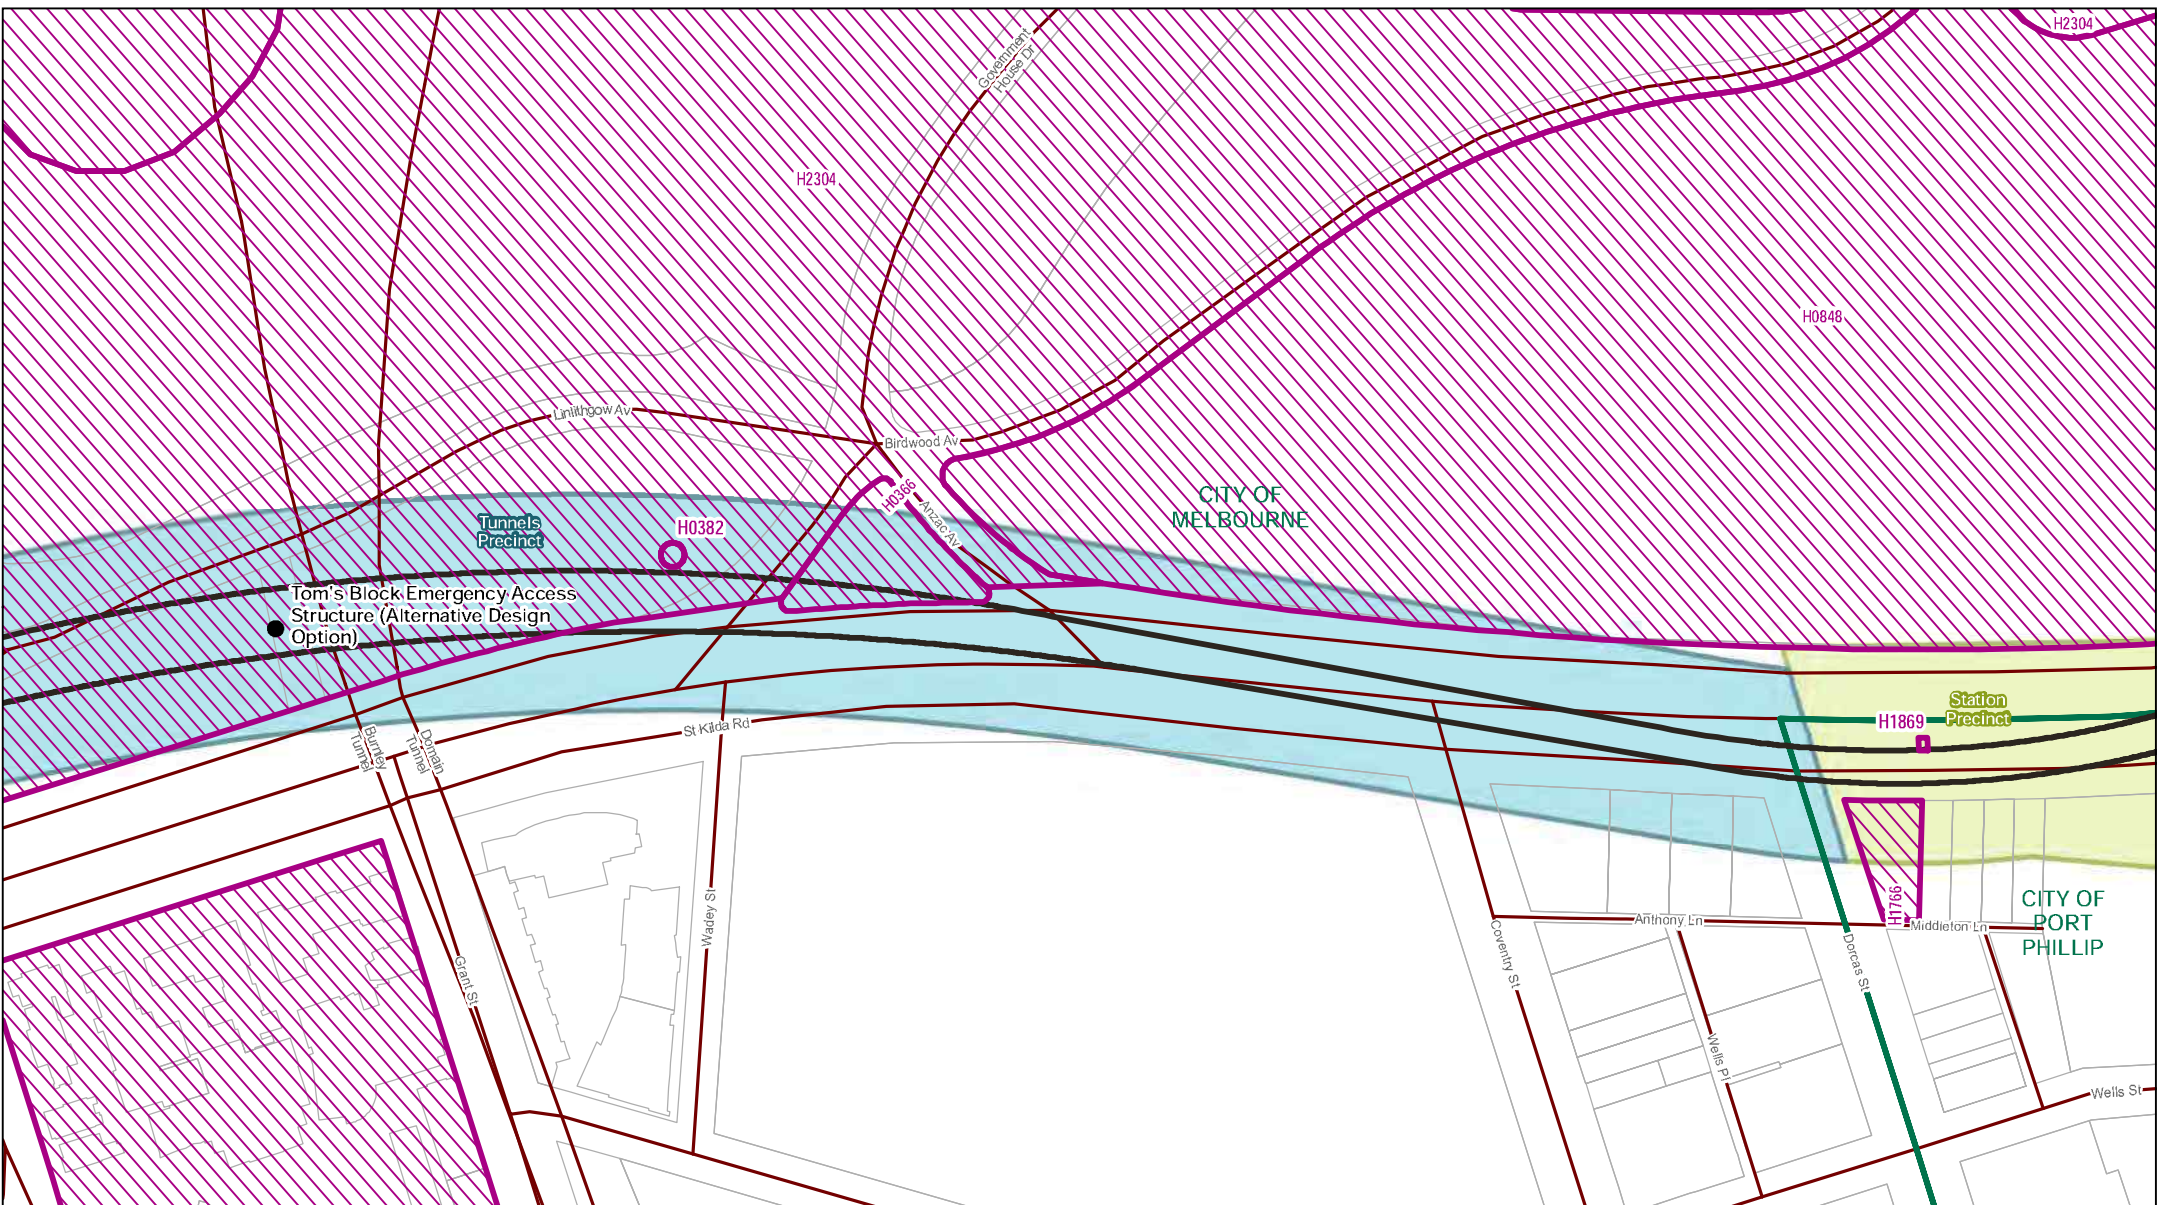 H2304
Government
House Dr
H2304
H0848
Linlithgow Av
Birdwood Av
H0366
Anzac Av
CITY OF
MELBOURNE
Tunnels
Precinct
H0382
Tom's Block Emergency Access
Structure (Alternative Design
Option)
Station
Precinct
H1869
St Kilda Rd
Burnley
Tunnel
Domain
Tunnel
Wadey St
Grant St
Coventry St
Anthony Ln
H1766
Middleton Ln
CITY OF
PORT
PHILLIP
Dorcas St
Wells Pl
Wells St